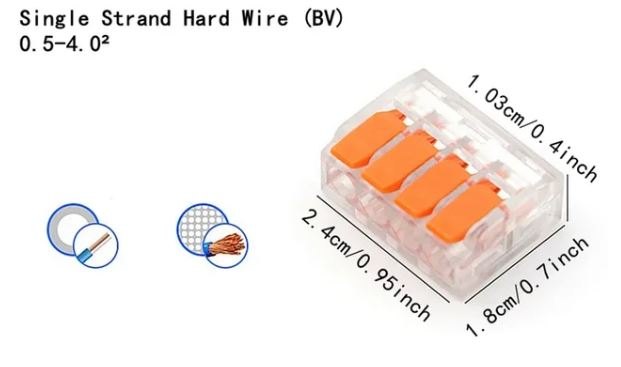 Single Strand Hard Wire (BV)
0.5-4.0²
1.03cm/0.4inch
2.4cm/0.95inch
1.8cm/0.7inch